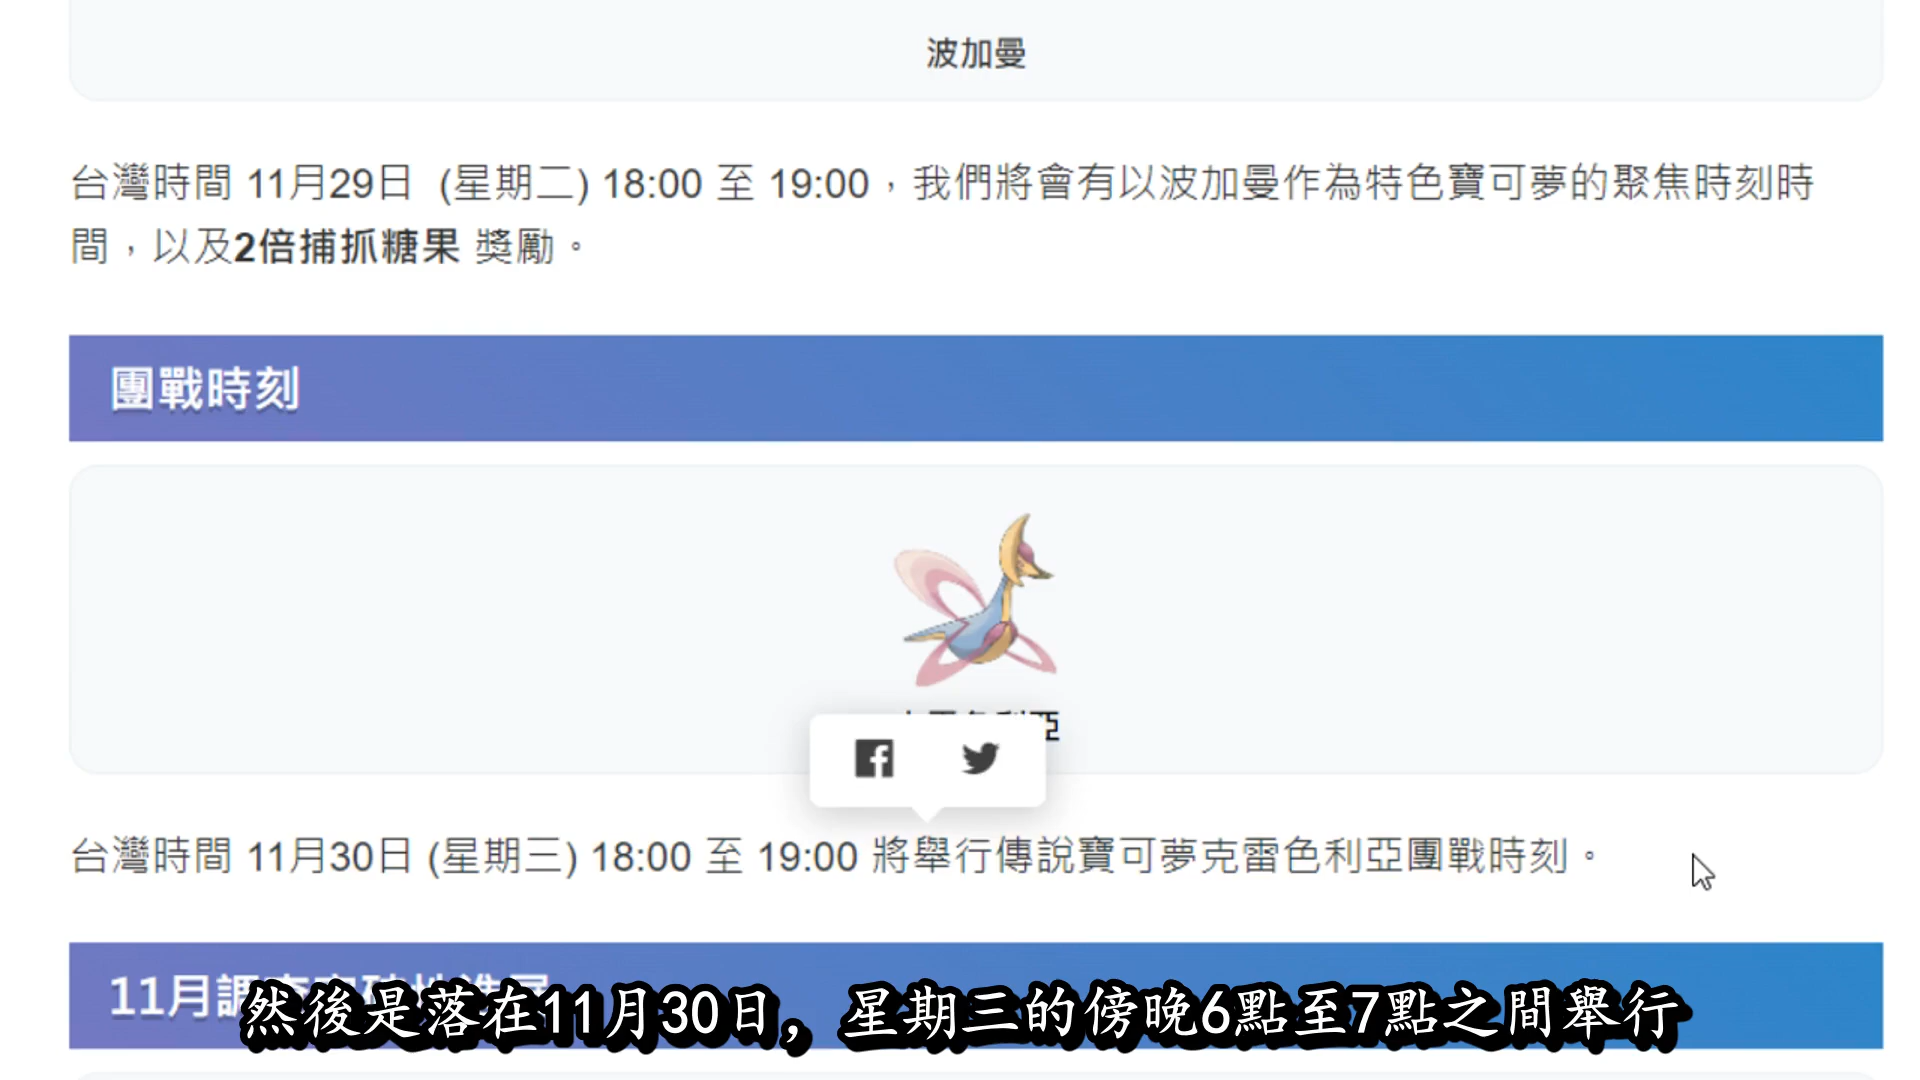 波加曼
台灣時間 11月29日 (星期二) 18:00 至 19:00，我們將會有以波加曼作為特色寶可夢的聚焦時刻時
間，以及2倍捕抓糖果 獎勵。
團戰時刻
利亞
台灣時間 11月30日 (星期三) 18:00 至 19:00 將舉行傳說寶可夢克雷色利亞團戰時刻。
11月調
然後是落在11月30日，星期三的傍晚6點至7點之間舉行